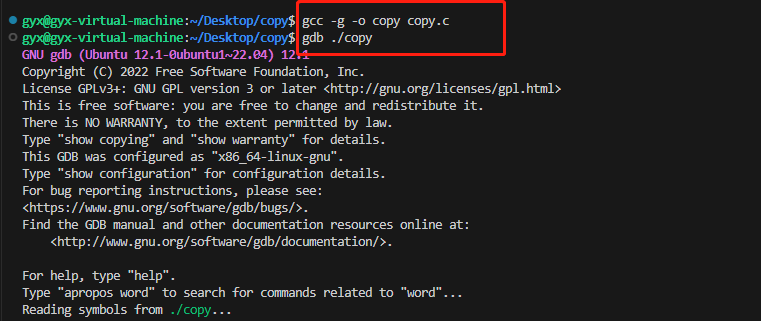 gyx@gyx-virtual-machine:~/Desktop/copy$ gcc -g -o copy copy.c
gyx@gyx-virtual-machine:~/Desktop/copy$ gdb ./copy
GNU gdb (Ubuntu 12.1-0ubuntu1~22.04) 12.1
Copyright (C) 2022 Free Software Foundation, Inc.
License GPLv3+: GNU GPL version 3 or later <http://gnu.org/licenses/gpl.html>
This is free software: you are free to change and redistribute it.
There is NO WARRANTY, to the extent permitted by law.
Type "show copying" and "show warranty" for details.
This GDB was configured as "x86_64-linux-gnu".
Type "show configuration" for configuration details.
For bug reporting instructions, please see:
<https://www.gnu.org/software/gdb/bugs/>.
Find the GDB manual and other documentation resources online at:
    <http://www.gnu.org/software/gdb/documentation/>.

For help, type "help".
Type "apropos word" to search for commands related to "word"...
Reading symbols from ./copy...